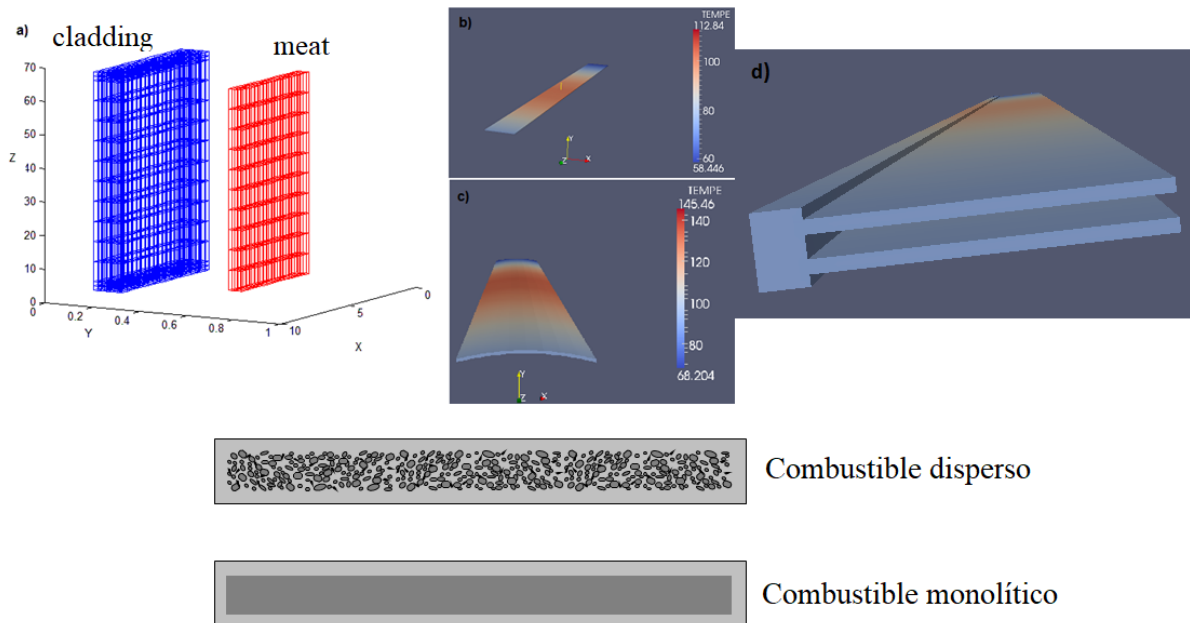 a)
cladding
meat
70
60
50
40
30
20
10
0
Z
0
0.2
0.4
0.6
0.8
1
Y
10
5
0
X
b)
TEMPE
112.84
100
80
60
58.446
Y
Z
X
c)
TEMPE
145.46
140
120
100
80
68.204
Y
Z
X
d)
Combustible disperso
Combustible monolítico